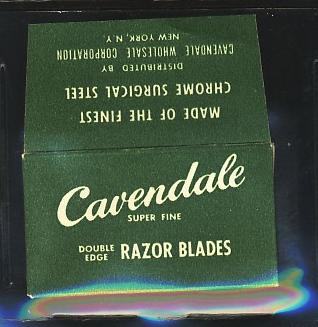 MADE OF THE FINEST
CHROME SURGICAL STEEL
DISTRIBUTED BY
CAVENDALE WHOLESALE CORPORATION
NEW YORK, N.Y.
Cavendale
SUPER FINE
DOUBLE EDGE RAZOR BLADES